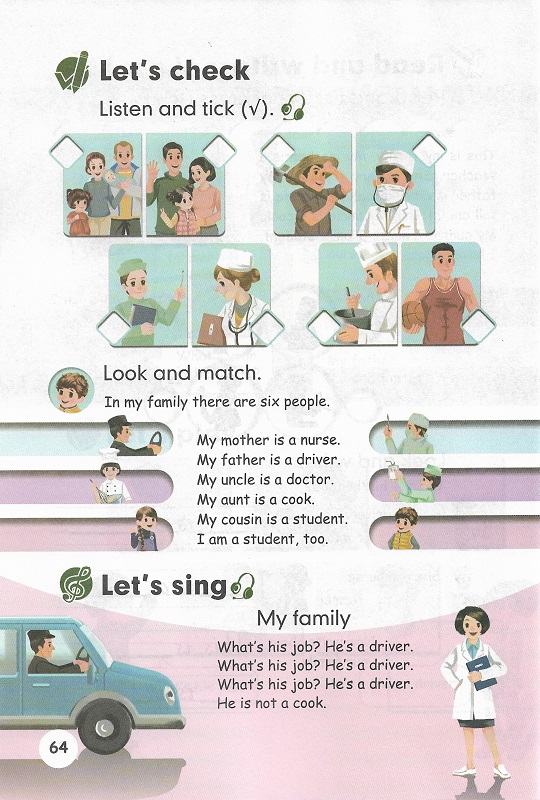 Let's check
Listen and tick (√).
Look and match.
In my family there are six people.
My mother is a nurse.
My father is a driver.
My uncle is a doctor.
My aunt is a cook.
My cousin is a student.
I am a student, too.
Let's sing
My family
What's his job? He's a driver.
What's his job? He's a driver.
What's his job? He's a driver.
He is not a cook.
64